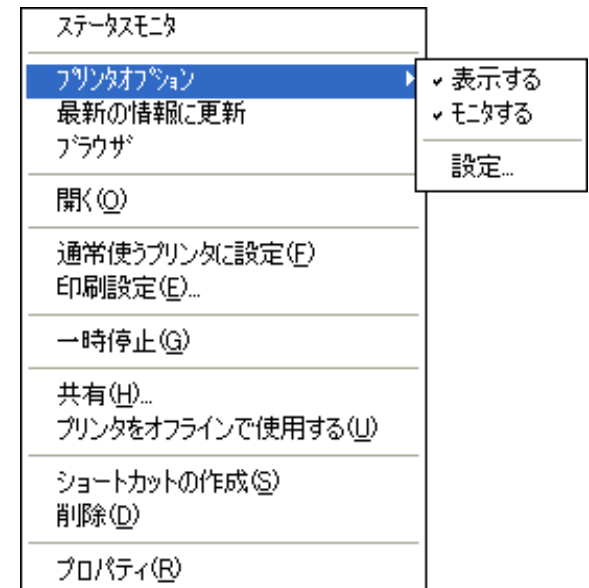 ｽﾃｰﾀｽﾓﾆﾀ
ﾌﾟﾘﾝﾀｵﾌﾟｼｮﾝ
最新の情報に更新
ﾌﾞﾗｳｻﾞ
開く(O)
通常使うプリンタに設定(F)
印刷設定(E)...
一時停止(G)
共有(H)...
プリンタをオフラインで使用する(U)
ショートカットの作成(S)
削除(D)
プロパティ(R)
表示する
ﾓﾆﾀする
設定...